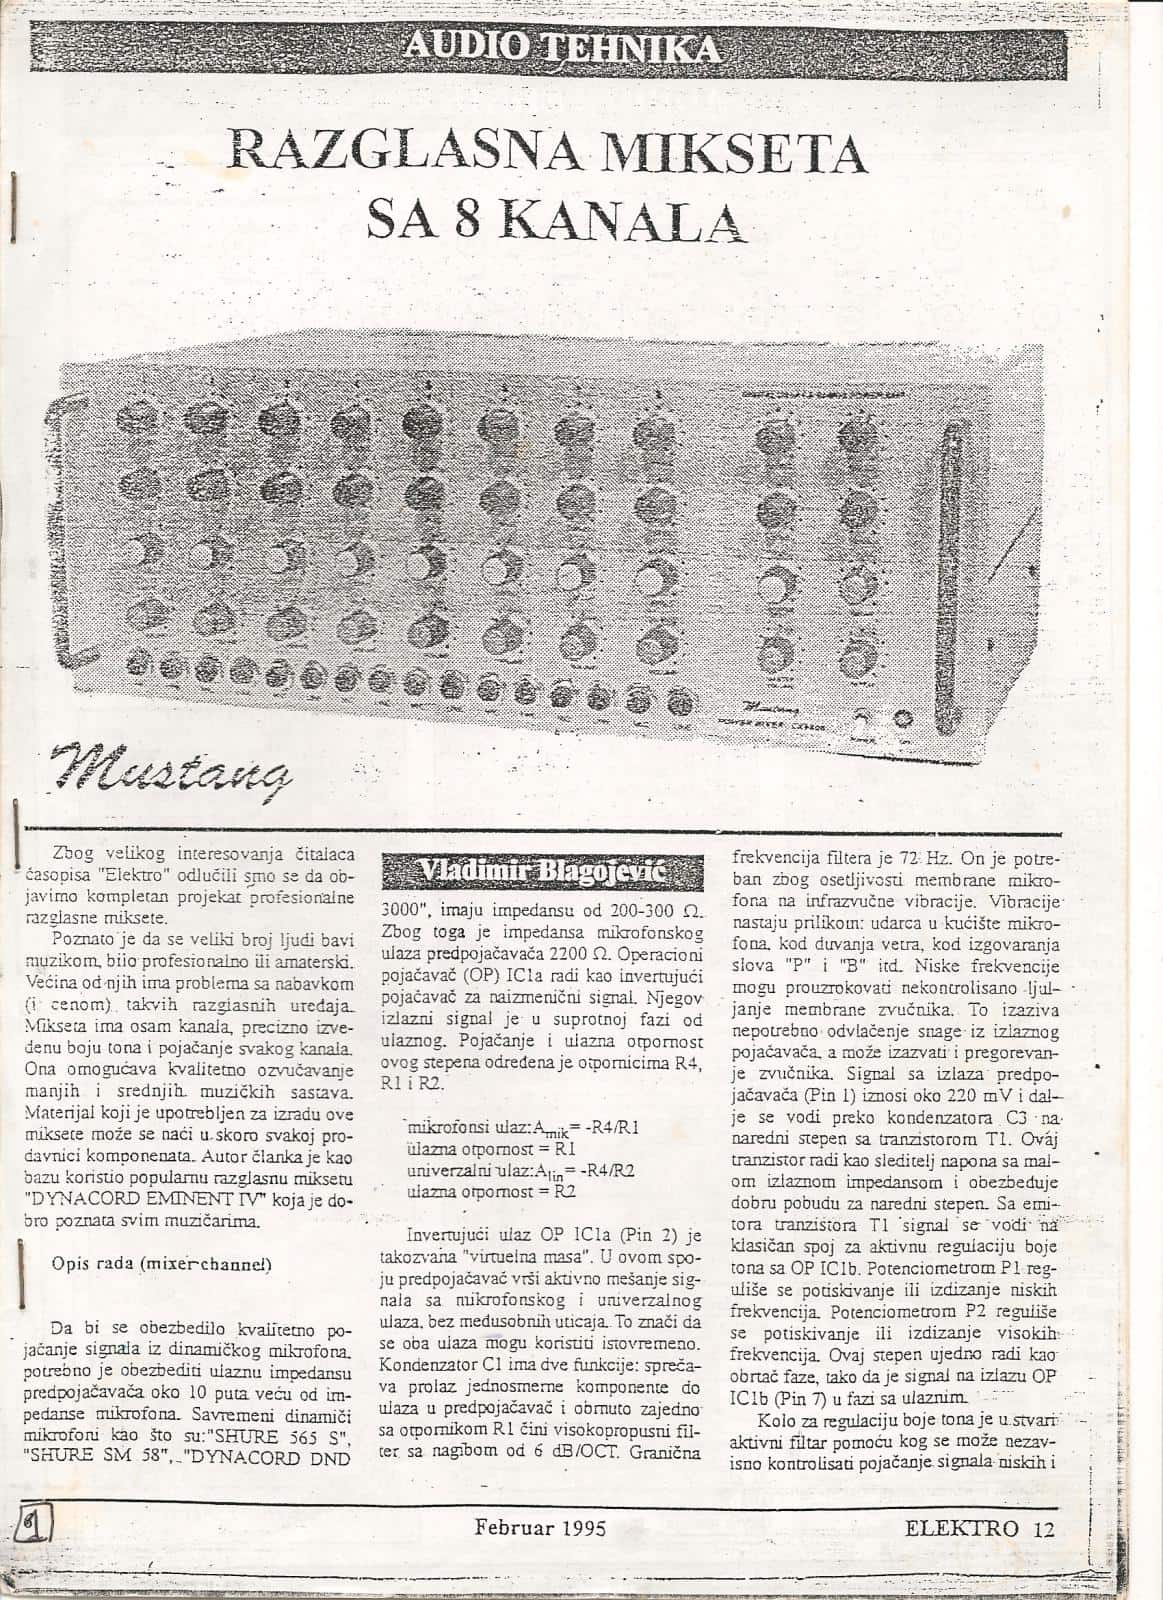 AUDIO TEHNIKA
RAZGLASNA MIKSETA
SA 8 KANALA
Mustang
POWER MIXER
Mustang
Zbog velikog interesovanja čitalaca
časopisa "Elektro" odlučili smo se da ob-
javimo kompletan projekat profesionalne
razglasne miksete.
Poznato je da se veliki broj ljudi bavi
muzikom, bilo profesionalno ili amaterski.
Većina od njih ima problema sa nabavkom
(i cenom) takvih razglasnih uređaja.
Mikseta ima osam kanala, precizno izve-
denu boju tona i pojačanje svakog kanala.
Ona omogućava kvalitetno ozvučavanje
manjih i srednjih muzičkih sastava.
Materijal koji je upotrebljen za izradu ove
miksete može se naći u skoro svakoj pro-
davnici komponenata. Autor članka je kao
bazu koristio popularnu razglasnu miksetu
"DYNACORD EMINENT IV" koja je do-
bro poznata svim muzičarima.
Opis rada (mixer channel)
Da bi se obezbedilo kvalitetno po-
jačanje signala iz dinamičkog mikrofona,
potrebno je obezbediti ulaznu impedansu
predpojačavača oko 10 puta veću od im-
pedanse mikrofona. Savremeni dinamiči
mikrofoni kao što su:"SHURE 565 S",
"SHURE SM 58", "DYNACORD DND
Vladimir Blagojević
3000", imaju impedansu od 200-300 Ω.
Zbog toga je impedansa mikrofonskog
ulaza predpojačavača 2200 Ω. Operacioni
pojačavač (OP) IC1a radi kao invertujući
pojačavač za naizmenični signal. Njegov
izlazni signal je u suprotnoj fazi od
ulaznog. Pojačanje i ulazna otpornost
ovog stepena određena je otpornicima R4,
R1 i R2.
mikrofonsi ulaz:Amik= -R4/R1
ulazna otpornost = R1
univerzalni ulaz:Alin= -R4/R2
ulazna otpornost = R2
Invertujući ulaz OP IC1a (Pin 2) je
takozvana "virtuelna masa". U ovom spo-
ju predpojačavač vrši aktivno mešanje sig-
nala sa mikrofonskog i univerzalnog
ulaza, bez medusobnih uticaja. To znači da
se oba ulaza mogu koristiti istovremeno.
Kondenzator C1 ima dve funkcije: spreča-
va prolaz jednosmerne komponente do
ulaza u predpojačavač i obrnuto zajedno
sa otpornikom R1 čini visokopropusni fil-
ter sa nagibom od 6 dB/OCT. Granična
frekvencija filtera je 72 Hz. On je potre-
ban zbog osetljivosti membrane mikro-
fona na infrazvučne vibracije. Vibracije
nastaju prilikom: udarca u kućište mikro-
fona, kod duvanja vetra, kod izgovaranja
slova "P" i "B" itd. Niske frekvencije
mogu prouzrokovati nekontrolisano ljul-
janje membrane zvučnika. To izaziva
nepotrebno odvlačenje snage iz izlaznog
pojačavača, a može izazvati i pregorevan-
je zvučnika. Signal sa izlaza predpo-
jačavača (Pin 1) iznosi oko 220 mV i dal-
je se vodi preko kondenzatora C3 na
naredni stepen sa tranzistorom T1. Ovaj
tranzistor radi kao sleditelj napona sa mal-
om izlaznom impedansom i obezbeđuje
dobru pobudu za naredni stepen. Sa emi-
tora tranzistora T1 signal se vodi na
klasičan spoj za aktivnu regulaciju boje
tona sa OP IC1b. Potenciometrom P1 reg-
uliše se potiskivanje ili izdizanje niskih
frekvencija. Potenciometrom P2 reguliše
se potiskivanje ili izdizanje visokih
frekvencija. Ovaj stepen ujedno radi kao
obrtač faze, tako da je signal na izlazu OP
IC1b (Pin 7) u fazi sa ulaznim.
Kolo za regulaciju boje tona je u stvari
aktivni filtar pomoću kog se može nezav-
isno kontrolisati pojačanje signala niskih i
1
Februar 1995
ELEKTRO 12